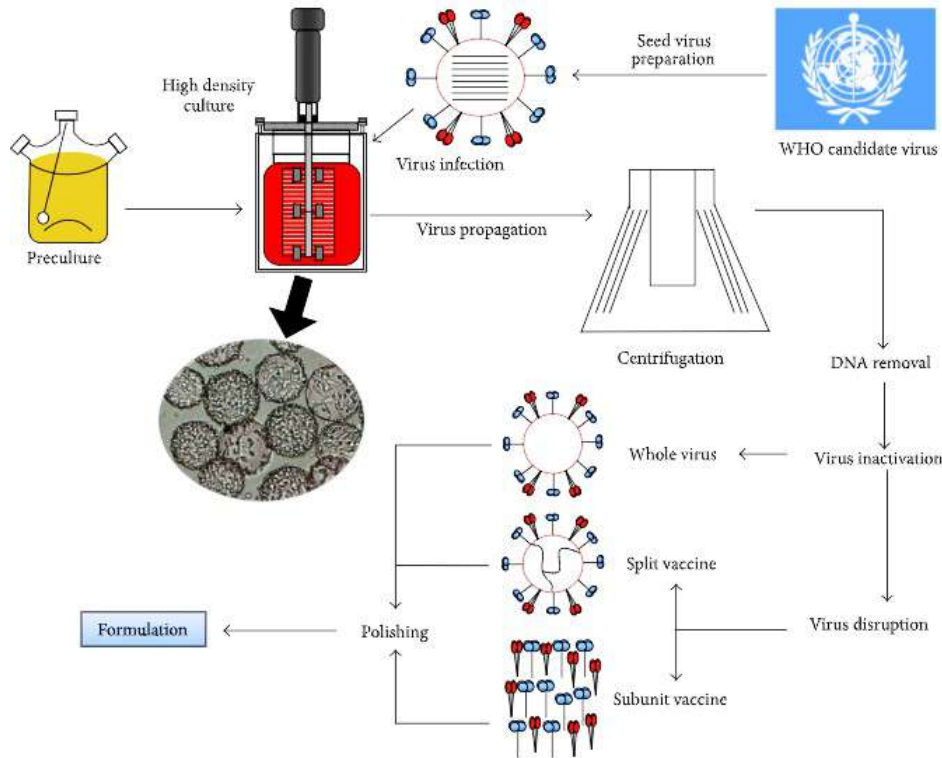 Seed virus
preparation
High density
culture
WHO candidate virus
Virus infection
Preculture
Virus propagation
Centrifugation
DNA removal
Whole virus
Virus inactivation
Split vaccine
Formulation
Polishing
Virus disruption
Subunit vaccine